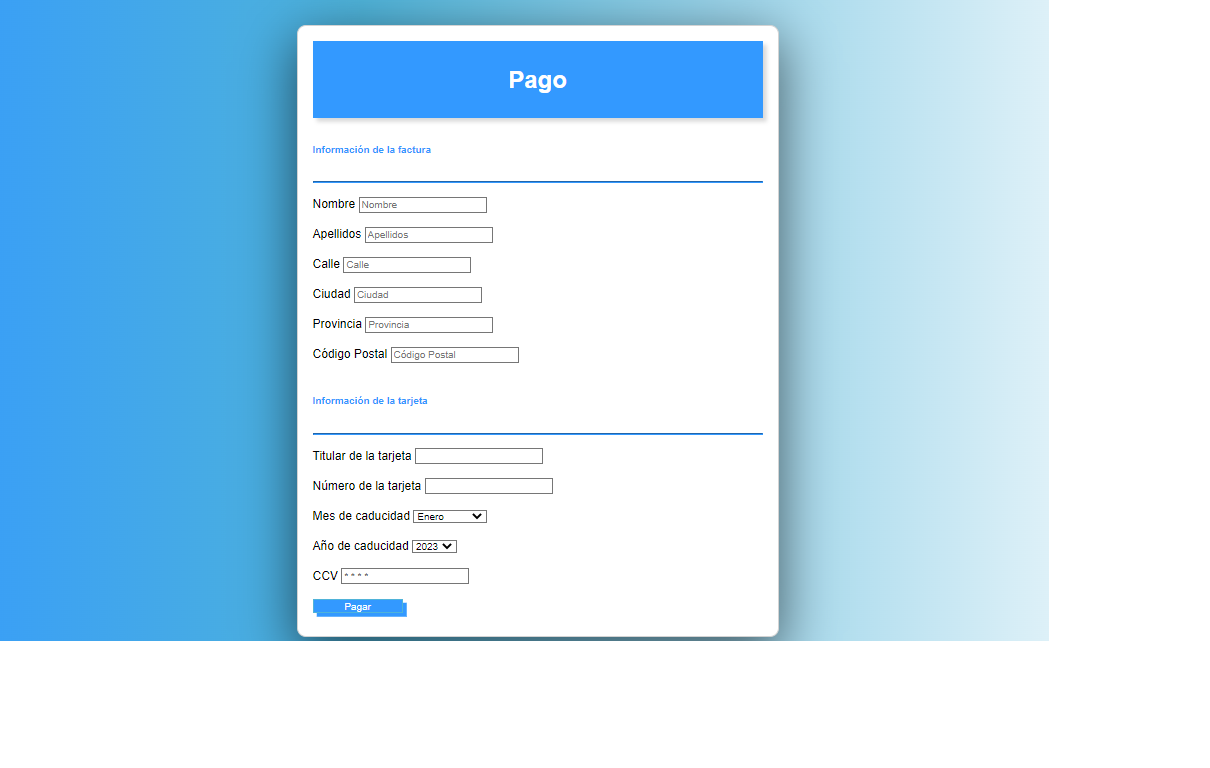 Pago
Información de la factura
Nombre Nombre
Apellidos Apellidos
Calle Calle
Ciudad Ciudad
Provincia Provincia
Código Postal Código Postal
Información de la tarjeta
Titular de la tarjeta
Número de la tarjeta
Mes de caducidad Enero
Año de caducidad 2023
CCV * * * *
Pagar